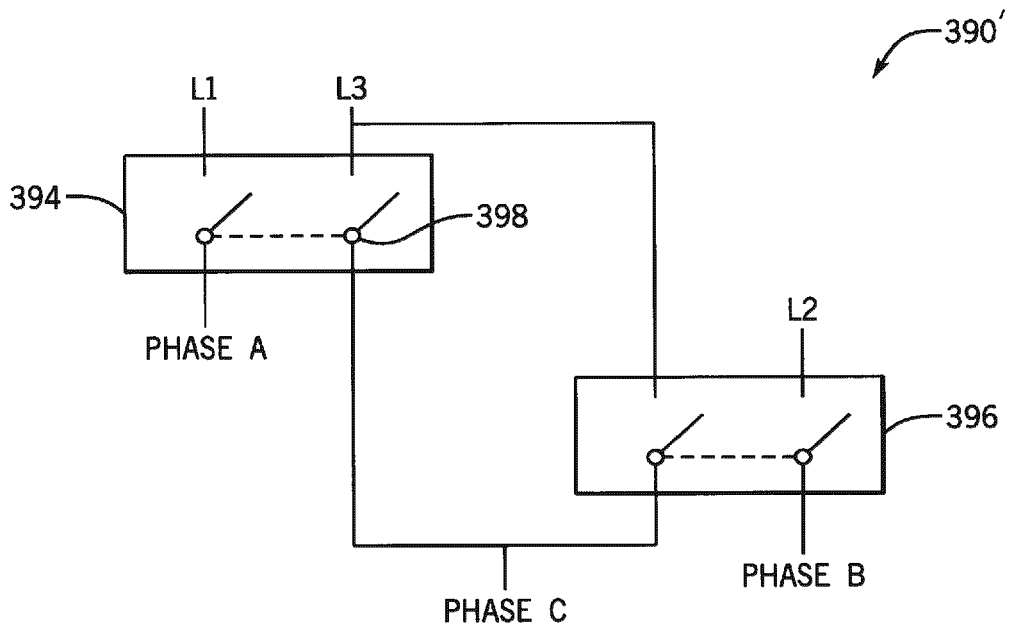 390′
L1
L3
394
398
PHASE A
L2
396
PHASE B
PHASE C